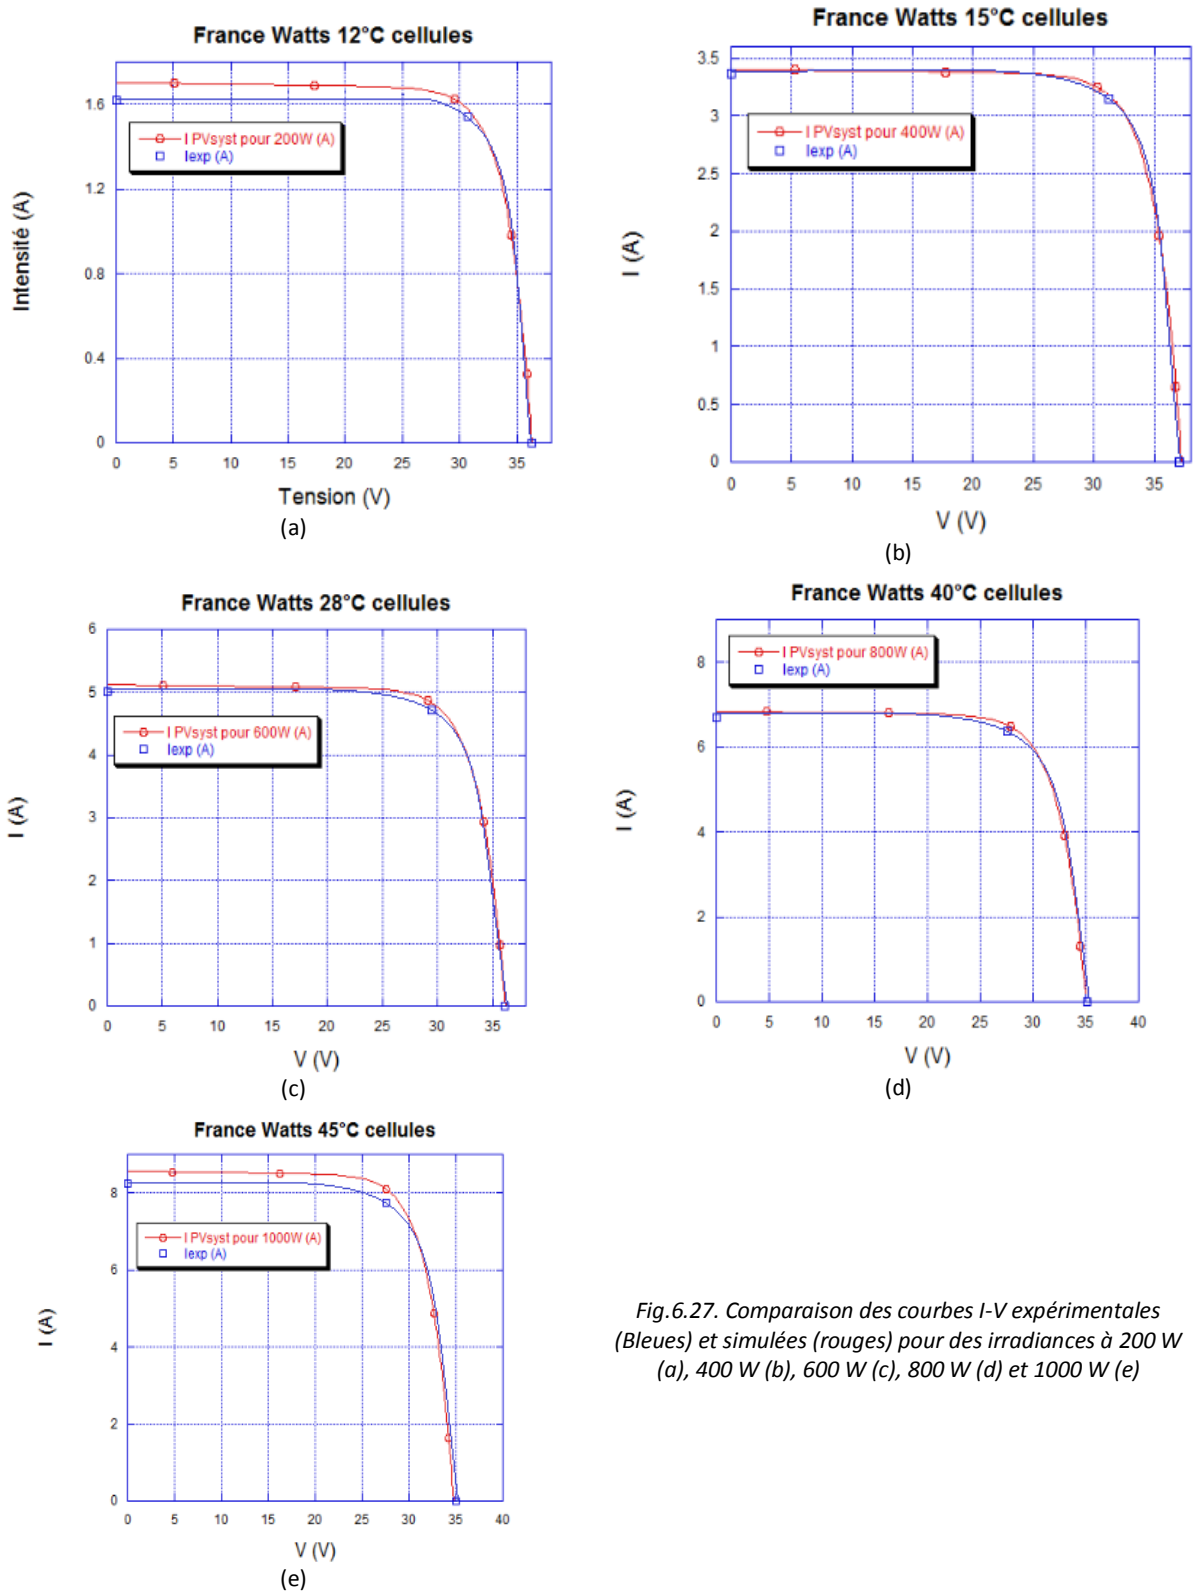 France Watts 12°C cellules
Intensité (A)
1.6
1.2
0.8
0.4
0
I PVsyst pour 200W (A)
Iexp (A)
0 5 10 15 20 25 30 35
Tension (V)
(a)
France Watts 15°C cellules
I (A)
3.5
3
2.5
2
1.5
1
0.5
0
I PVsyst pour 400W (A)
Iexp (A)
0 5 10 15 20 25 30 35
V (V)
(b)
France Watts 28°C cellules
I (A)
6
5
4
3
2
1
0
I PVsyst pour 600W (A)
Iexp (A)
0 5 10 15 20 25 30 35
V (V)
(c)
France Watts 40°C cellules
I (A)
8
6
4
2
0
I PVsyst pour 800W (A)
Iexp (A)
0 5 10 15 20 25 30 35 40
V (V)
(d)
France Watts 45°C cellules
I (A)
8
6
4
2
0
I PVsyst pour 1000W (A)
Iexp (A)
0 5 10 15 20 25 30 35 40
V (V)
(e)
Fig.6.27. Comparaison des courbes I-V expérimentales
(Bleues) et simulées (rouges) pour des irradiances à 200 W
(a), 400 W (b), 600 W (c), 800 W (d) et 1000 W (e)